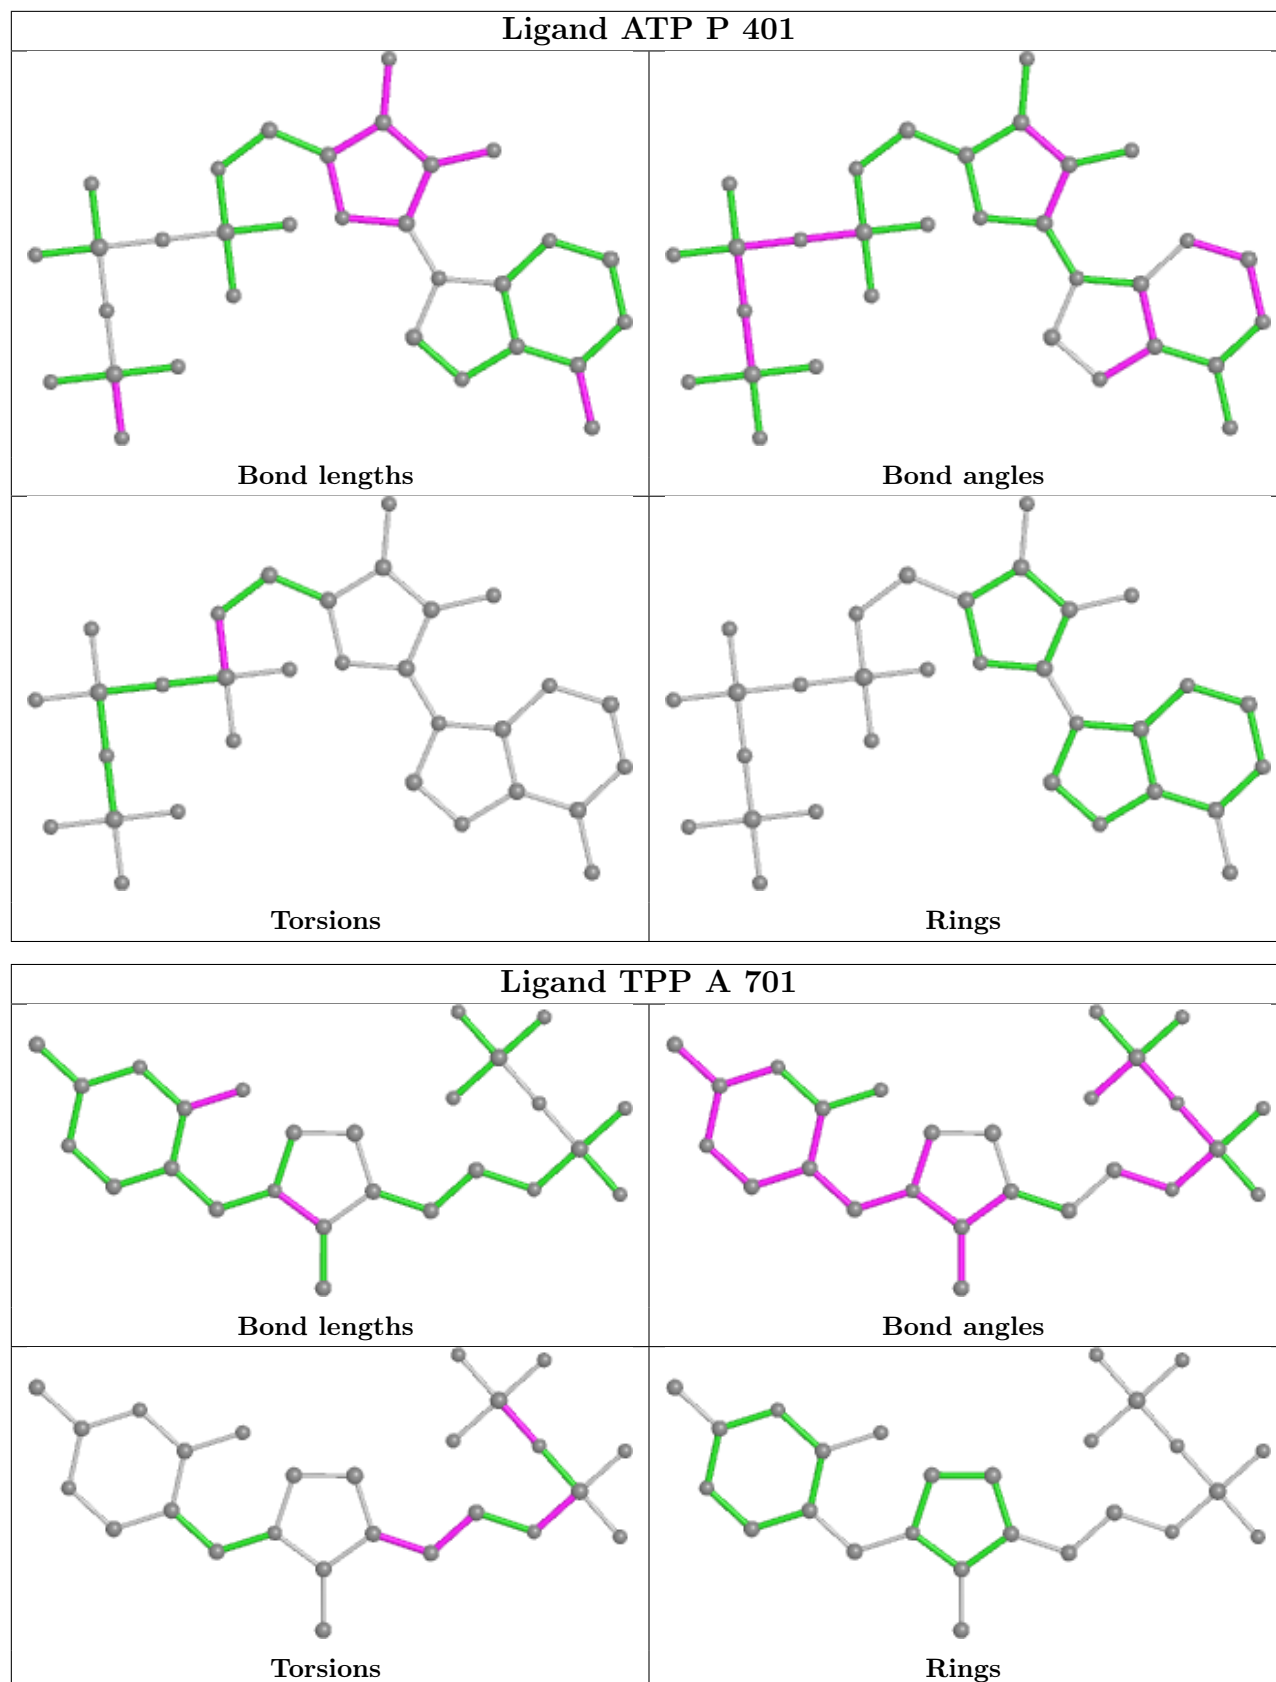 Ligand ATP P 401
Bond lengths
Bond angles
Torsions
Rings
Ligand TPP A 701
Bond lengths
Bond angles
Torsions
Rings